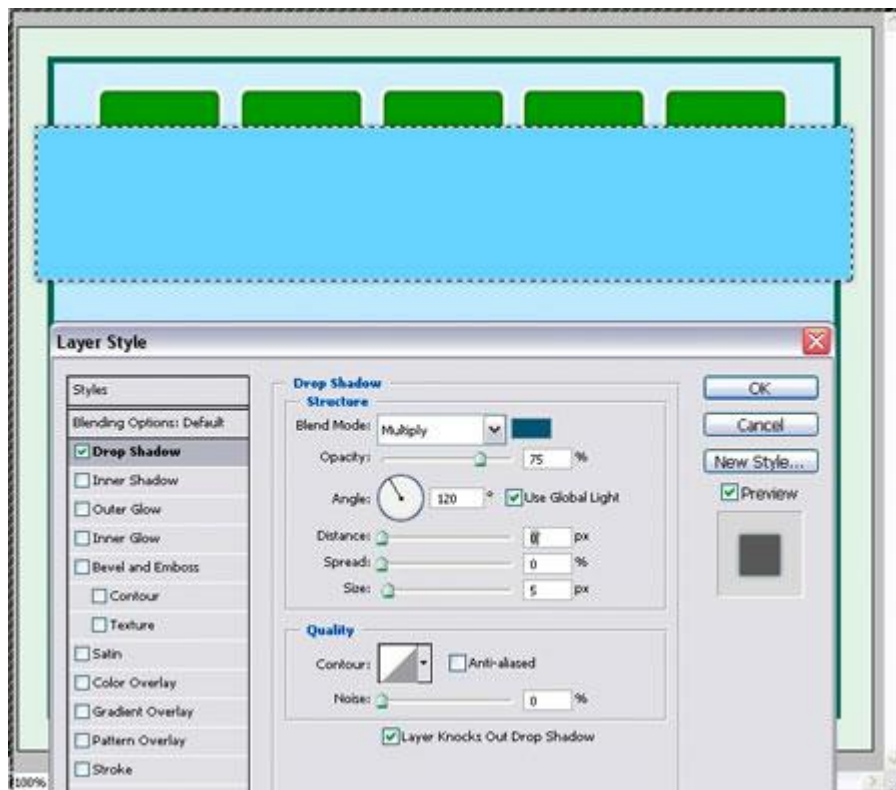 Layer Style
Styles
Blending Options: Default
Drop Shadow
Inner Shadow
Outer Glow
Inner Glow
Bevel and Emboss
Contour
Texture
Satin
Color Overlay
Gradient Overlay
Pattern Overlay
Stroke
Drop Shadow
Structure
Blend Mode: Multiply
Opacity: 75 %
Angle: 120 ° Use Global Light
Distance: 0 px
Spread: 0 %
Size: 5 px
Quality
Contour: Anti-aliased
Noise: 0 %
Layer Knocks Out Drop Shadow
OK
Cancel
New Style...
Preview
100%